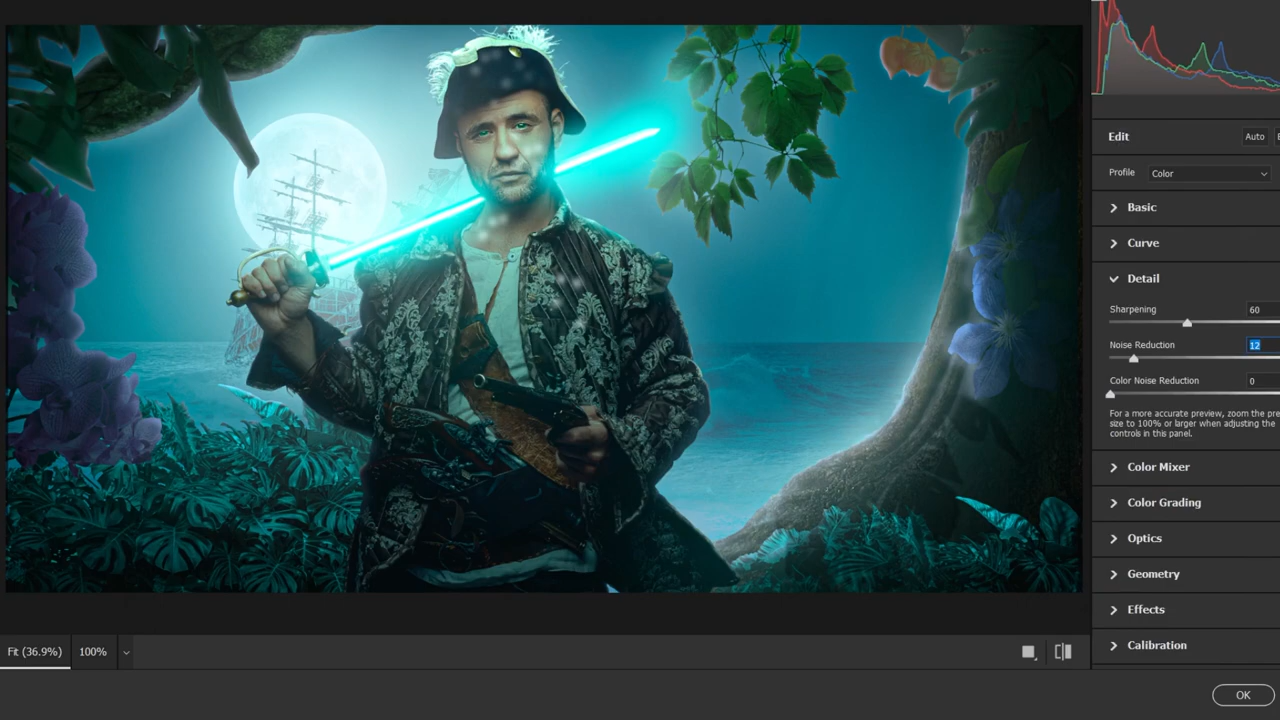 Edit Auto
Profile Color
Basic
Curve
Detail
Sharpening 60
Noise Reduction 12
Color Noise Reduction 0
For a more accurate preview, zoom the pre
size to 100% or larger when adjusting the
controls in this panel.
Color Mixer
Color Grading
Optics
Geometry
Effects
Calibration
Fit (36.9%) 100%
OK